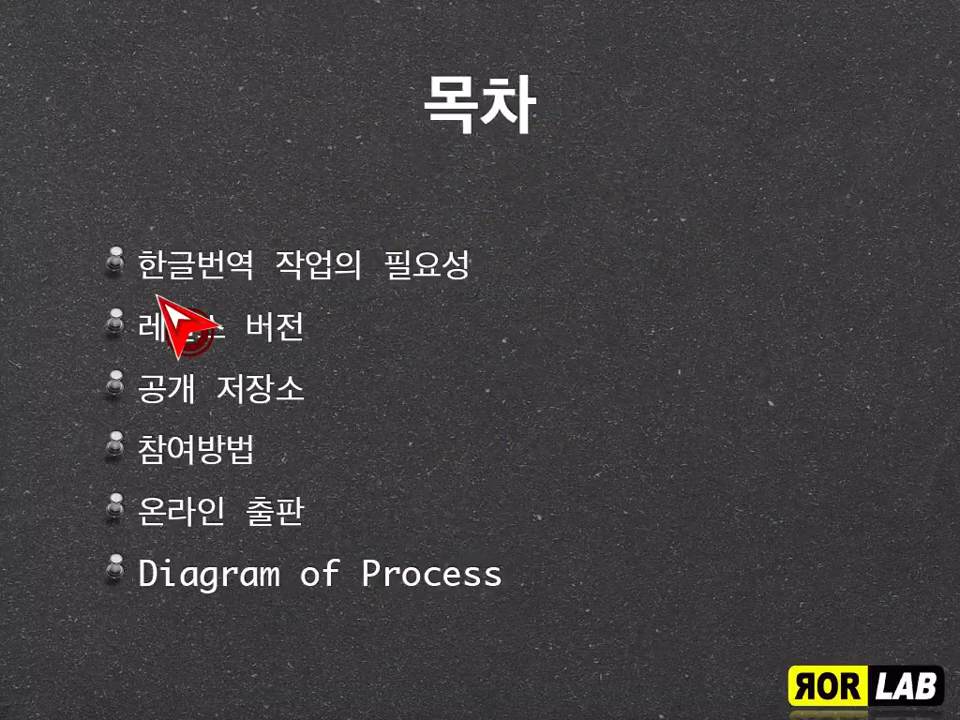 목차
한글번역 작업의 필요성
버전
공개 저장소
참여방법
온라인 출판
Diagram of Process
ROR LAB